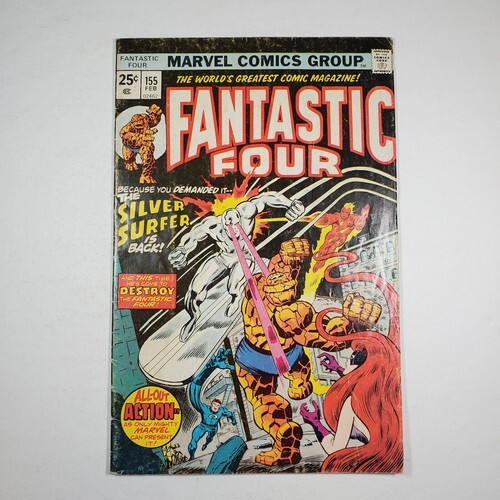 FANTASTIC
FOUR
MARVEL COMICS GROUP
25¢
155
FEB
02462
THE WORLD'S GREATEST COMIC MAGAZINE!
FANTASTIC
FOUR
BECAUSE YOU DEMANDED IT--
THE
SILVER
SURFER
IS
BACK!
AND THIS TIME
HE'S COME TO
DESTROY
THE FANTASTIC
FOUR!
ALL-OUT
ACTION--
AS ONLY MIGHTY
MARVEL
CAN PRESENT
IT!